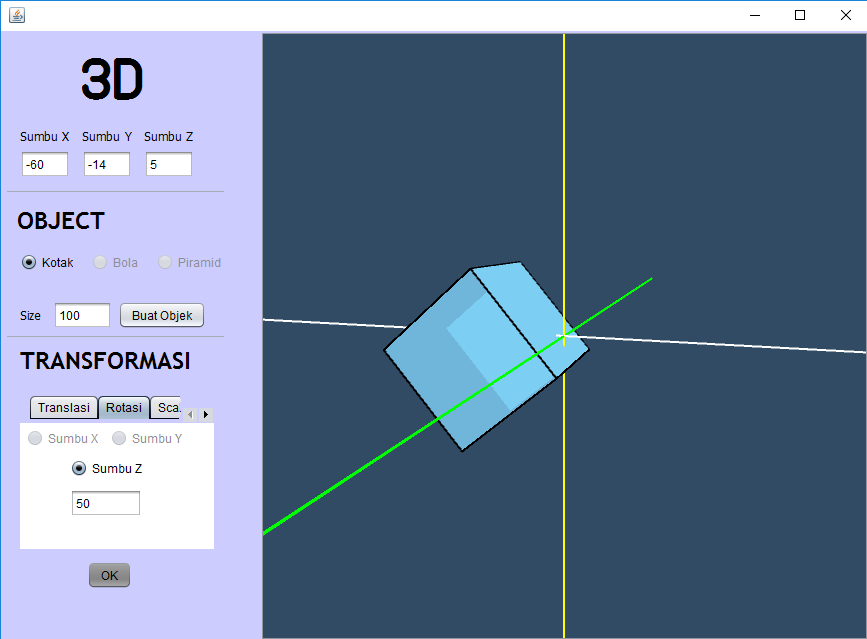 3D
Sumbu X Sumbu Y Sumbu Z
-60 -14 5
OBJECT
Kotak Bola Piramid
Size 100 Buat Objek
TRANSFORMASI
Translasi Rotasi Sca
Sumbu X Sumbu Y
Sumbu Z
50
OK